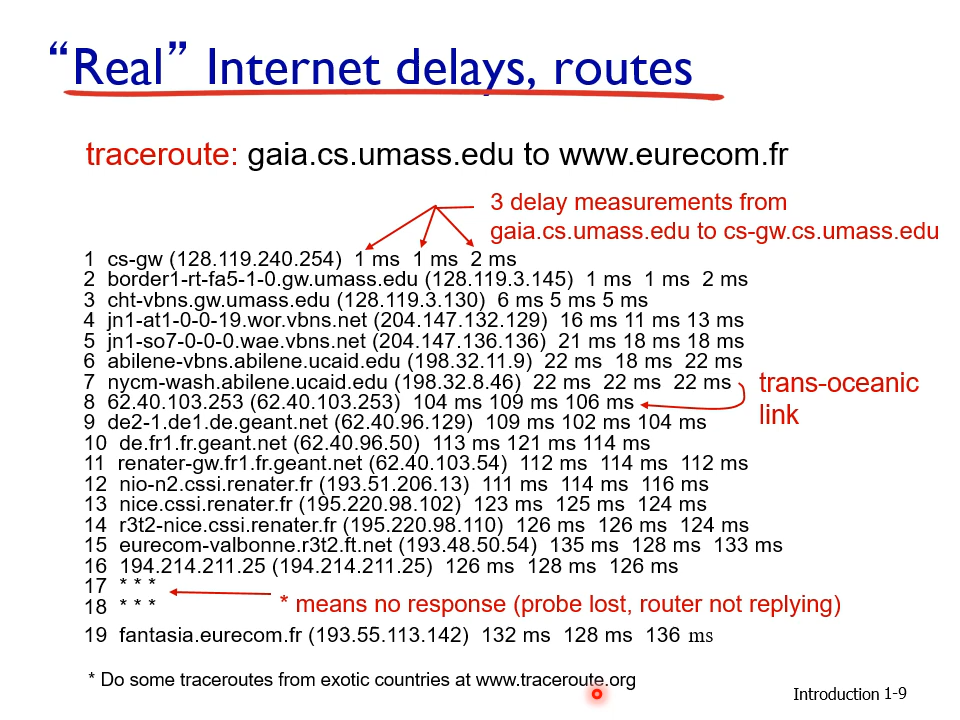 “Real” Internet delays, routes
traceroute: gaia.cs.umass.edu to www.eurecom.fr
3 delay measurements from
gaia.cs.umass.edu to cs-gw.cs.umass.edu
1 cs-gw (128.119.240.254) 1 ms 1 ms 2 ms
2 border1-rt-fa5-1-0.gw.umass.edu (128.119.3.145) 1 ms 1 ms 2 ms
3 cht-vbns.gw.umass.edu (128.119.3.130) 6 ms 5 ms 5 ms
4 jn1-at1-0-0-19.wor.vbns.net (204.147.132.129) 16 ms 11 ms 13 ms
5 jn1-so7-0-0-0.wae.vbns.net (204.147.136.136) 21 ms 18 ms 18 ms
6 abilene-vbns.abilene.ucaid.edu (198.32.11.9) 22 ms 18 ms 22 ms
7 nycm-wash.abilene.ucaid.edu (198.32.8.46) 22 ms 22 ms 22 ms
trans-oceanic
link
8 62.40.103.253 (62.40.103.253) 104 ms 109 ms 106 ms
9 de2-1.de1.de.geant.net (62.40.96.129) 109 ms 102 ms 104 ms
10 de.fr1.fr.geant.net (62.40.96.50) 113 ms 121 ms 114 ms
11 renater-gw.fr1.fr.geant.net (62.40.103.54) 112 ms 114 ms 112 ms
12 nio-n2.cssi.renater.fr (193.51.206.13) 111 ms 114 ms 116 ms
13 nice.cssi.renater.fr (195.220.98.102) 123 ms 125 ms 124 ms
14 r3t2-nice.cssi.renater.fr (195.220.98.110) 126 ms 126 ms 124 ms
15 eurecom-valbonne.r3t2.ft.net (193.48.50.54) 135 ms 128 ms 133 ms
16 194.214.211.25 (194.214.211.25) 126 ms 128 ms 126 ms
17 * * *
18 * * *
* means no response (probe lost, router not replying)
19 fantasia.eurecom.fr (193.55.113.142) 132 ms 128 ms 136 ms
* Do some traceroutes from exotic countries at www.traceroute.org
Introduction 1-9